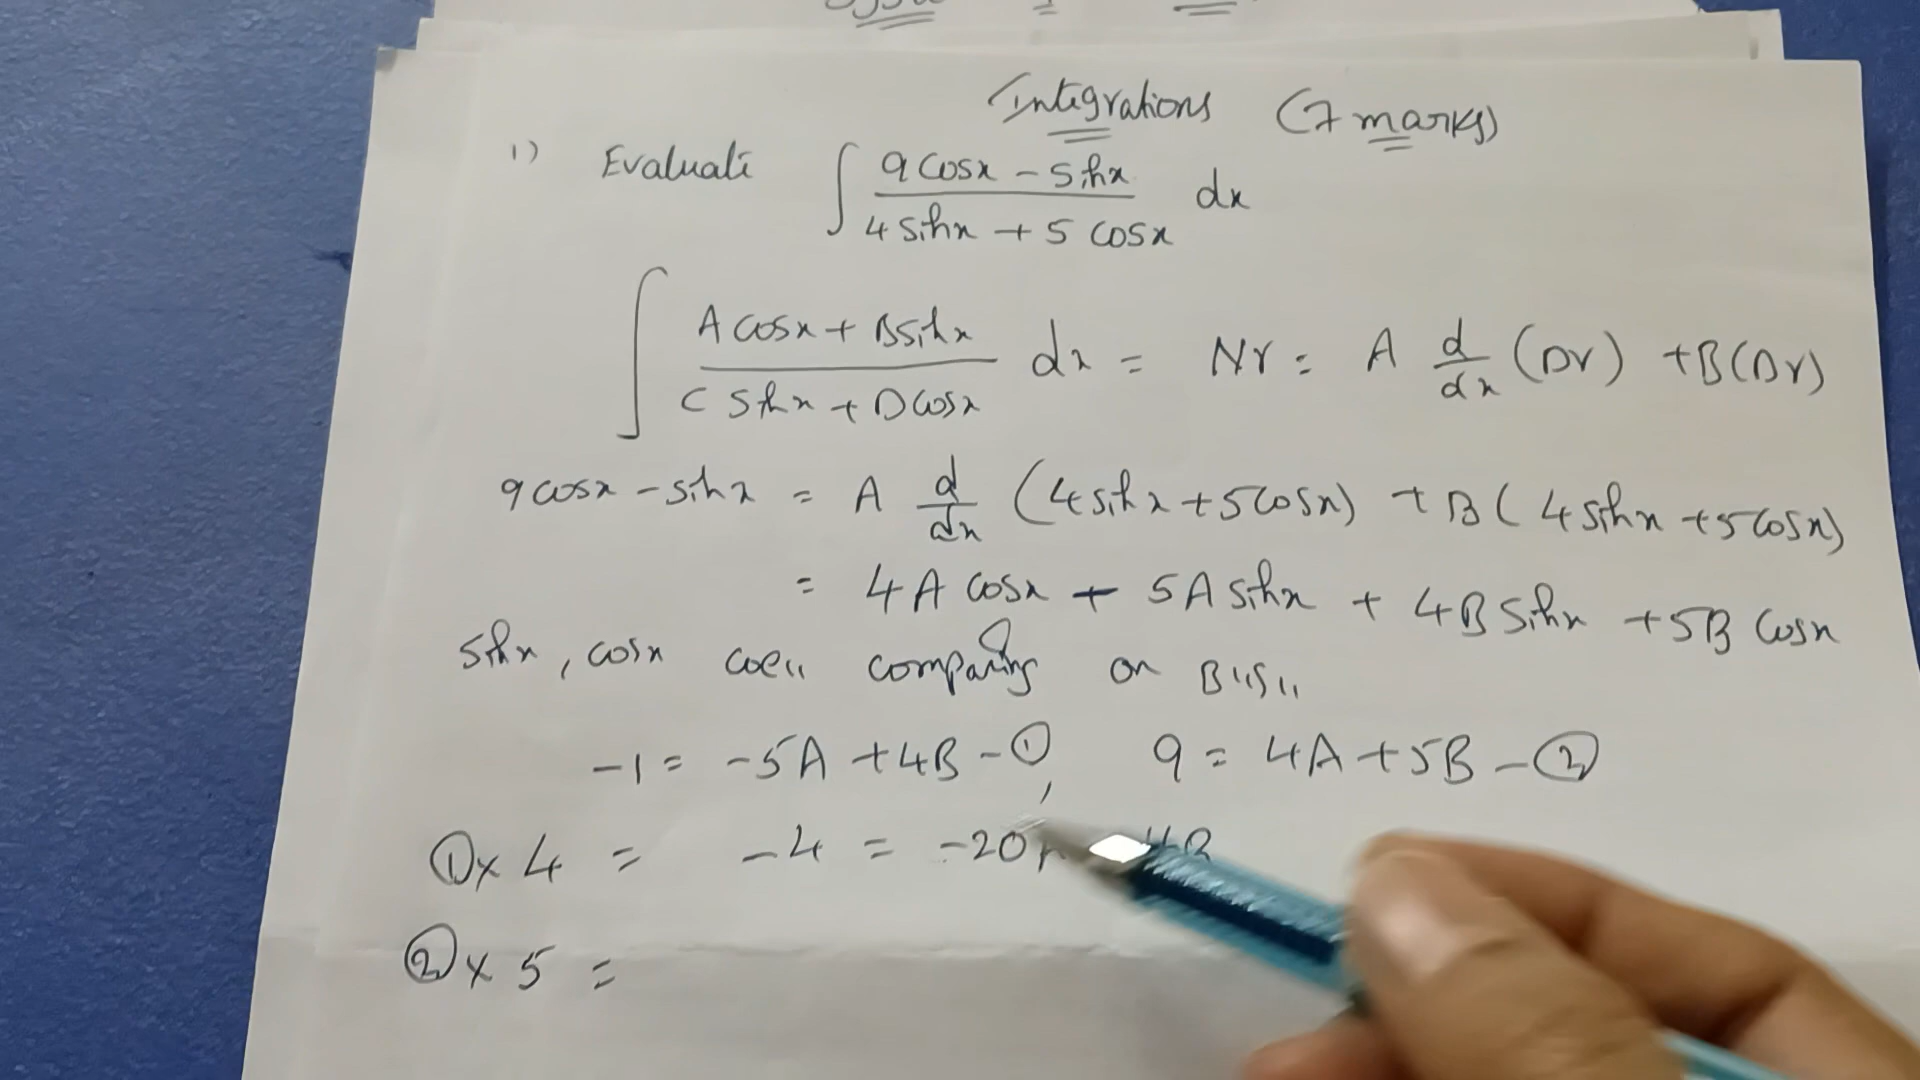 Integrations (7 marks)
1) Evaluate ∫ (9 cosx - sinx)/(4 sinx + 5 cosx) dx
∫ (A cosx + B sinx)/(C sinx + D cosx) dx = Nr = A d/dx (Dr) + B(Dr)
9 cosx - sinx = A d/dx (4 sinx + 5 cosx) + B (4 sinx + 5 cosx)
= 4A cosx - 5A sinx + 4B sinx + 5B cosx
sinx, cosx coe" comparing on B"S"
-1 = -5A + 4B - ①, 9 = 4A + 5B - ②
① x 4 = -4 = -20
② x 5 =